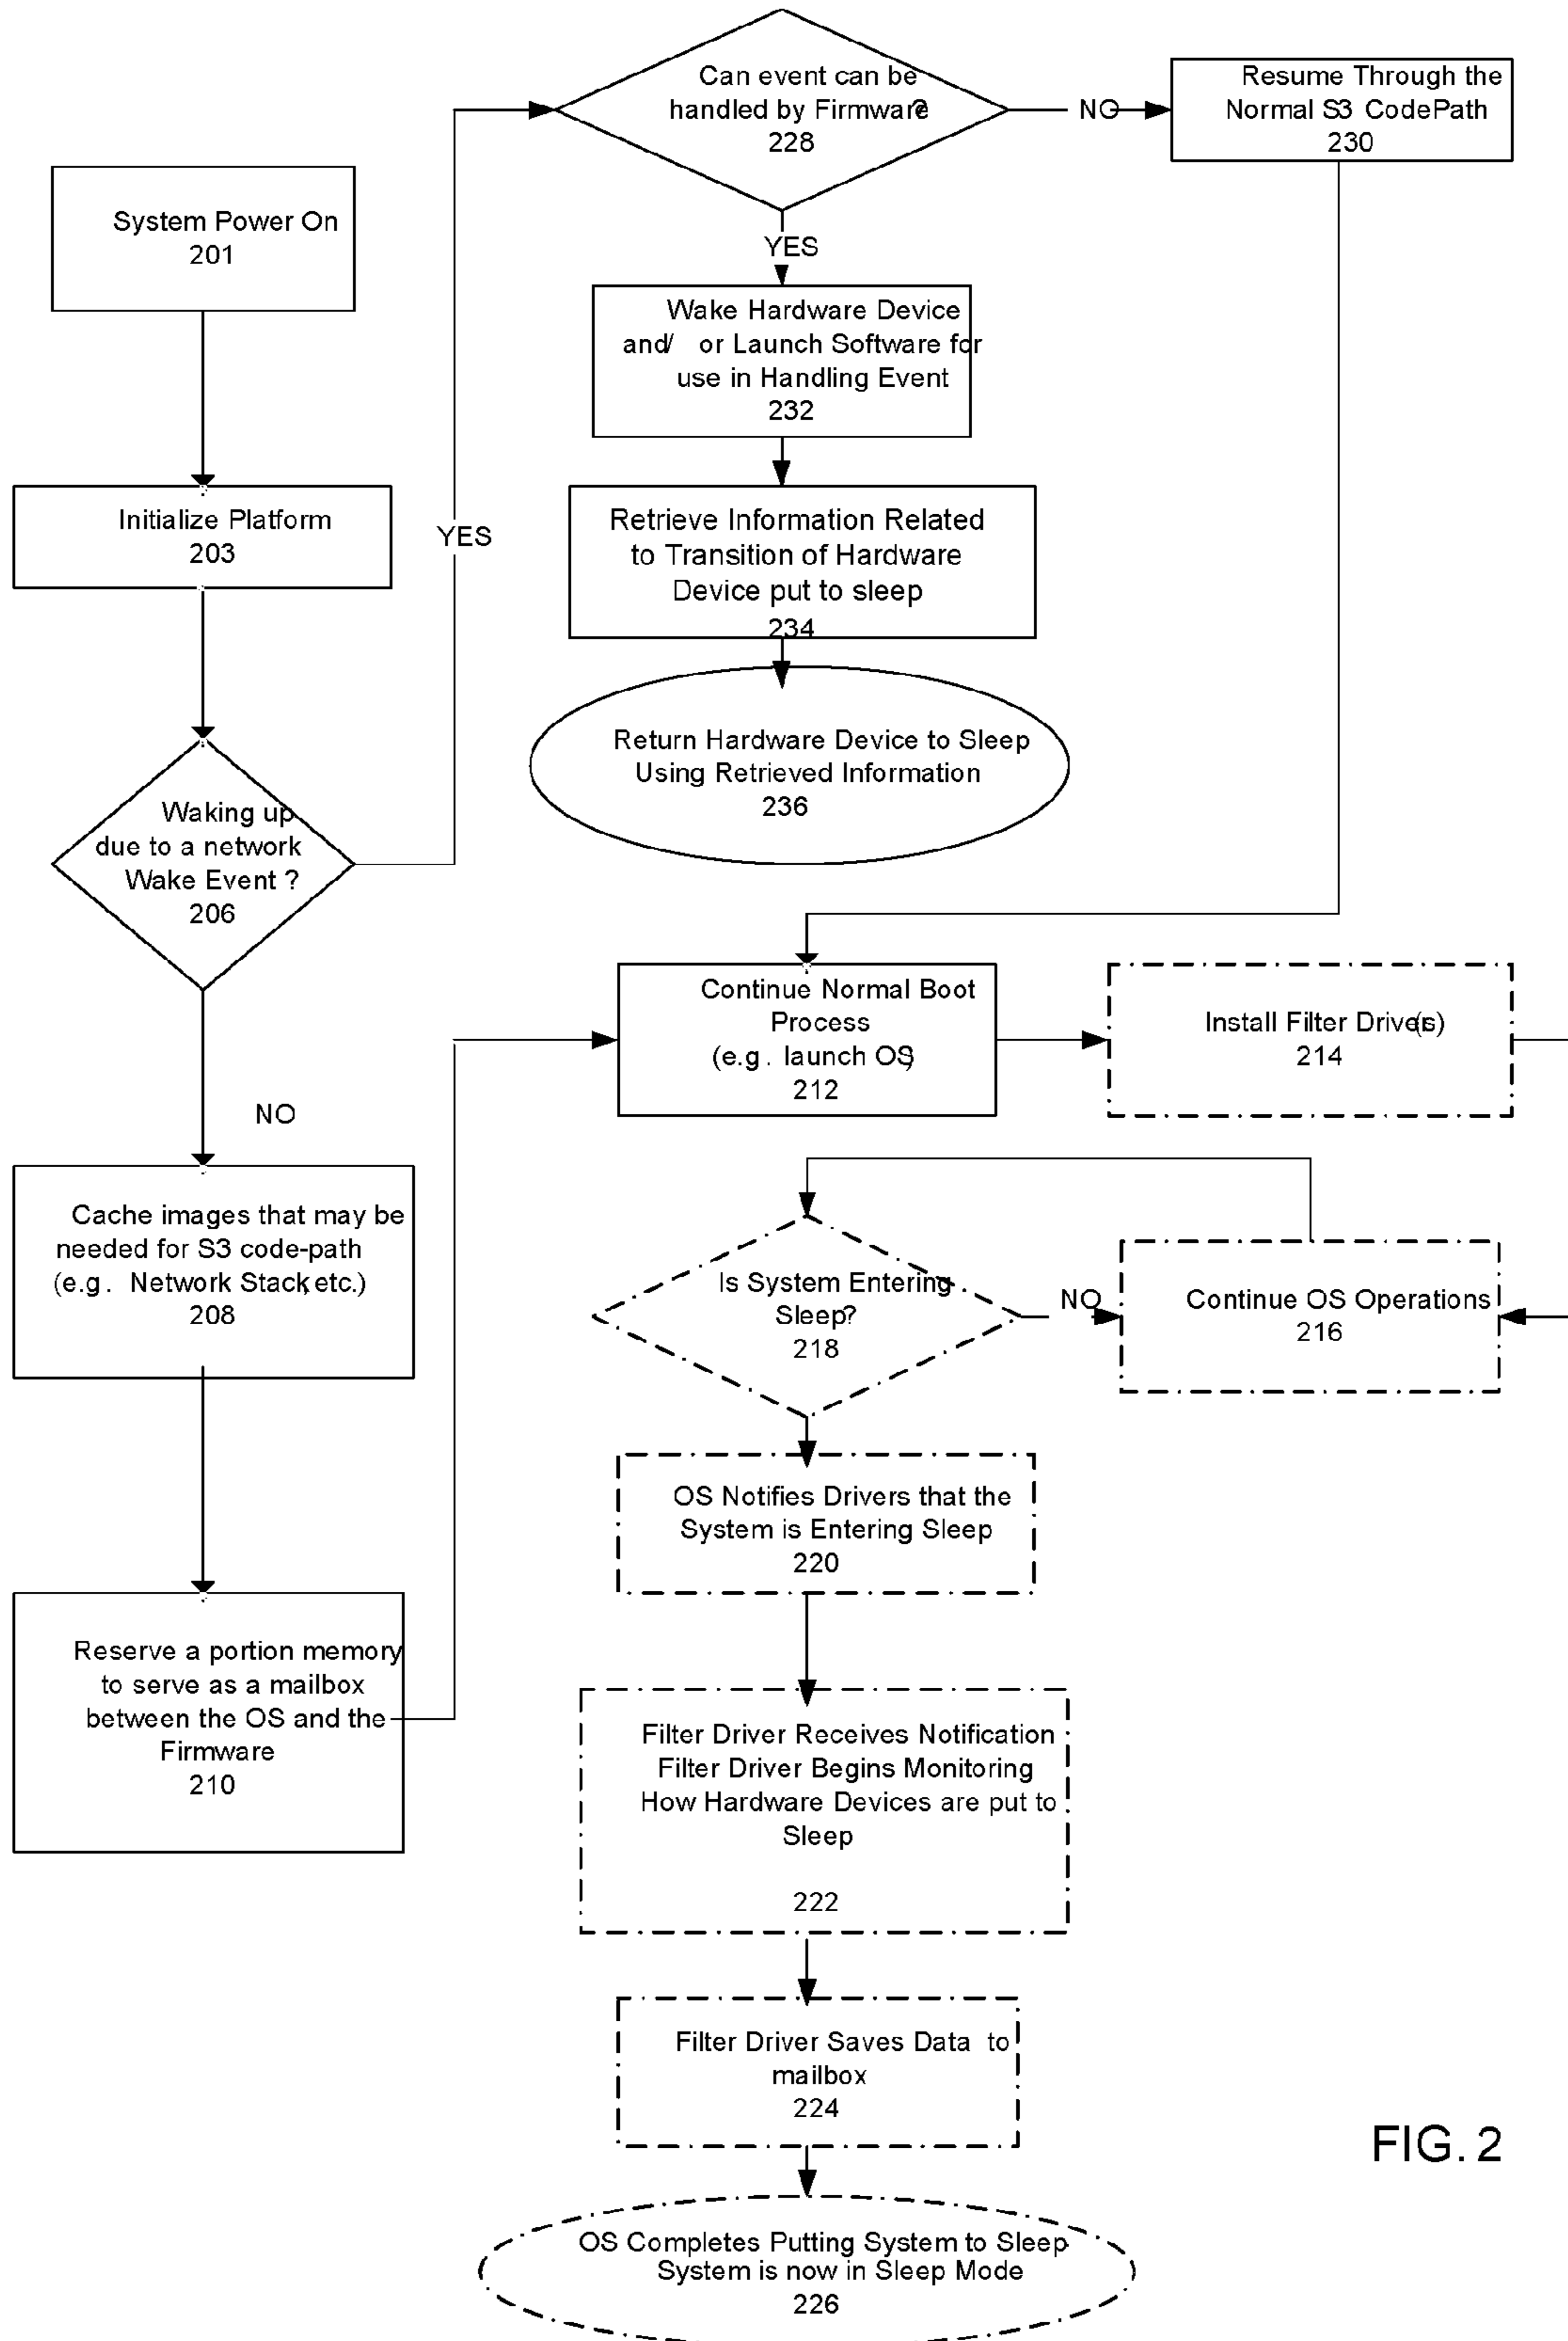 Can event can be
handled by Firmware?
228
NO
Resume Through the
Normal S3 CodePath
230
System Power On
201
YES
Wake Hardware Device
and/ or Launch Software for
use in Handling Event
232
Initialize Platform
203
YES
Retrieve Information Related
to Transition of Hardware
Device put to sleep
234
Return Hardware Device to Sleep
Using Retrieved Information
236
Waking up
due to a network
Wake Event ?
206
NO
Continue Normal Boot
Process
(e.g. launch OS)
212
Install Filter Driver(s)
214
Cache images that may be
needed for S3 code-path
(e.g. Network Stack, etc.)
208
Is System Entering
Sleep?
218
NO
Continue OS Operations
216
OS Notifies Drivers that the
System is Entering Sleep
220
Reserve a portion memory
to serve as a mailbox
between the OS and the
Firmware
210
Filter Driver Receives Notification
Filter Driver Begins Monitoring
How Hardware Devices are put to
Sleep
222
Filter Driver Saves Data to
mailbox
224
FIG. 2
OS Completes Putting System to Sleep
System is now in Sleep Mode
226